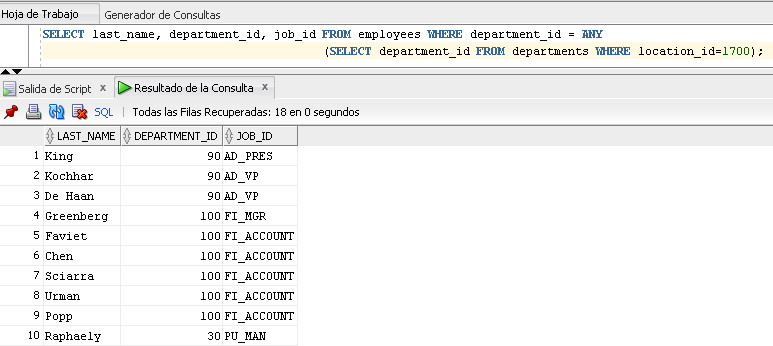 Hoja de Trabajo Generador de Consultas
SELECT last_name, department_id, job_id FROM employees WHERE department_id = ANY
(SELECT department_id FROM departments WHERE location_id=1700);
Salida de Script x Resultado de la Consulta x
SQL | Todas las Filas Recuperadas: 18 en 0 segundos
LAST_NAME DEPARTMENT_ID JOB_ID
1 King 90 AD_PRES
2 Kochhar 90 AD_VP
3 De Haan 90 AD_VP
4 Greenberg 100 FI_MGR
5 Faviet 100 FI_ACCOUNT
6 Chen 100 FI_ACCOUNT
7 Sciarra 100 FI_ACCOUNT
8 Urman 100 FI_ACCOUNT
9 Popp 100 FI_ACCOUNT
10 Raphaely 30 PU_MAN